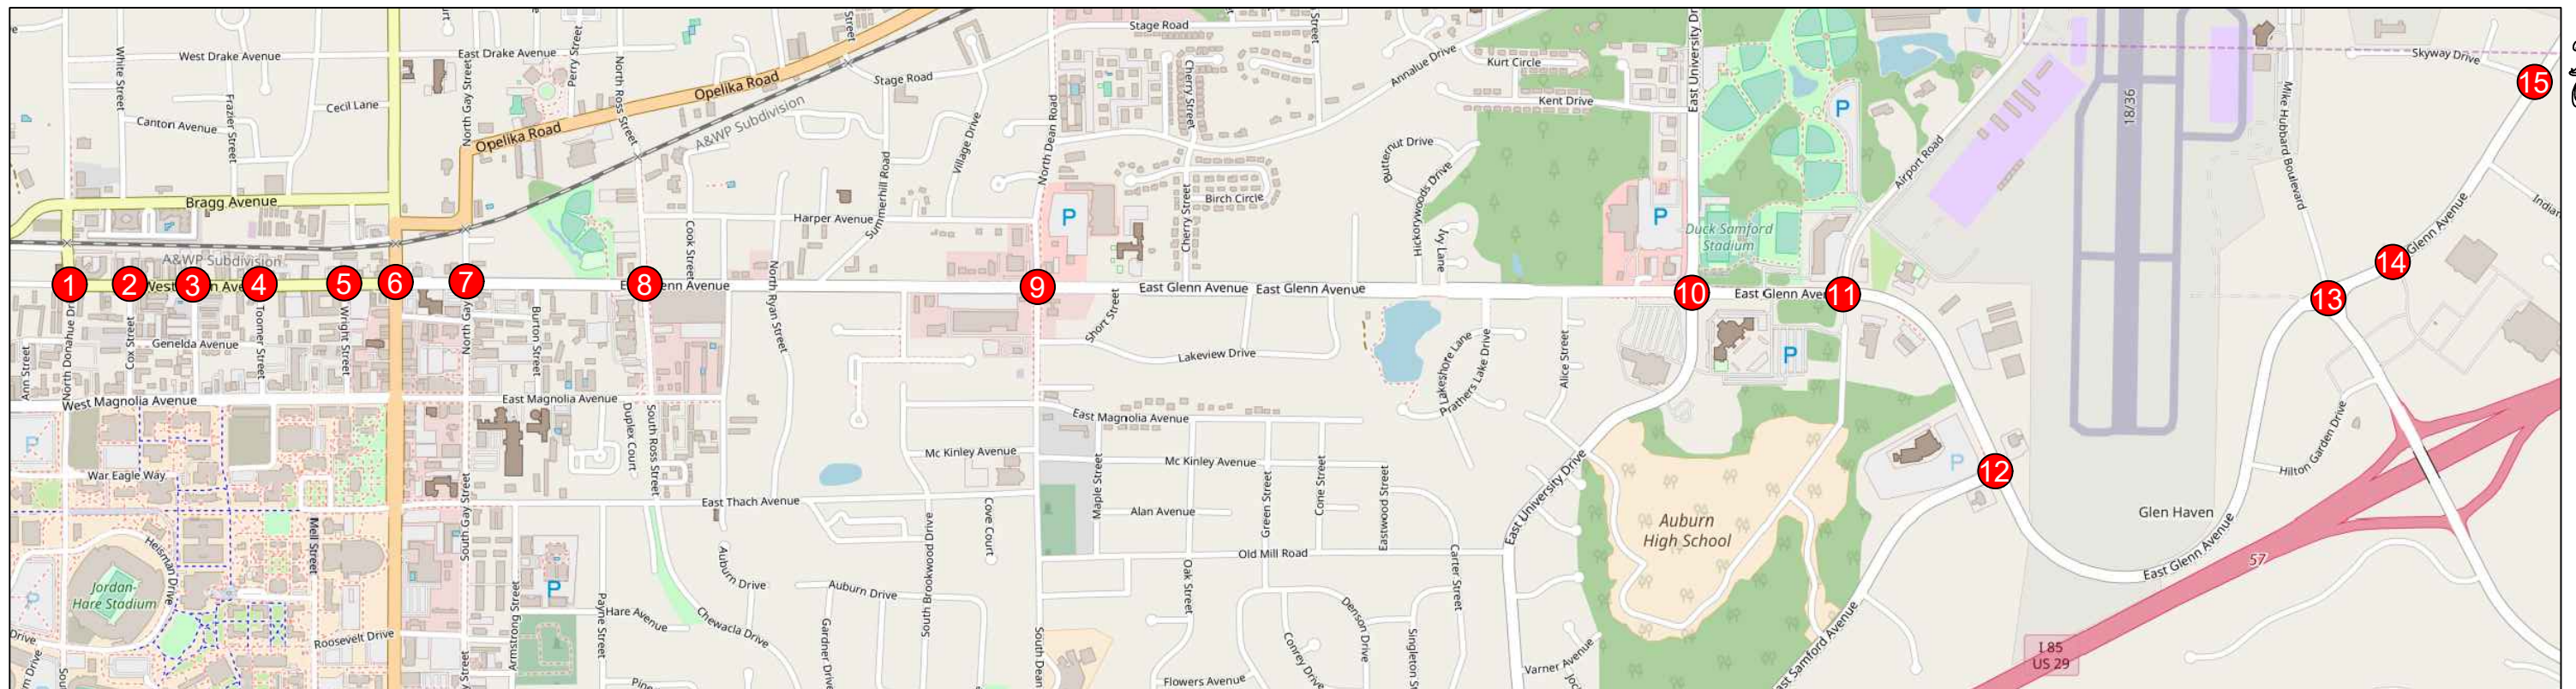 Stage Road
West Drake Avenue
East Drake Avenue
White Street
Perry Street
North Gay Street
North Ross Street
Street
Street
Opelika Road
Opelika Road
Stage Road
A&WP Subdivision
Cecil Lane
Canton Avenue
Frazier Street
Bragg Avenue
A&WP Subdivision
Village Drive
Summerhill Road
North Dean Road
Cherry Street
Cherry Street
Birch Circle
Annalue Drive
Kurt Circle
Kent Drive
East University Dr
Butternut Drive
Hickorywoods Drive
Ivy Lane
P
P
P
Duck Samford
Stadium
Airport Road
18/36
Mike Hubbard Boulevard
Skyway Drive
15
Indian
Glenn Avenue
Harper Avenue
Cook Street
North Ryan Street
1
2
3
4
5
6
7
8
9
10
11
12
13
14
East Glenn Avenue
East Glenn Avenue
Short Street
Lakeview Drive
Lakeshore Lane
Prathers Lake Drive
Alice Street
P
Ann Street
North Donahue Dr
Cox Street
Genelda Avenue
Toomer Street
Wright Street
North Gay
Burton Street
West Magnolia Avenue
East Magnolia Avenue
East Magnolia Avenue
Duplex Court
South Ross Street
War Eagle Way
P
Mc Kinley Avenue
Mc Kinley Avenue
East Thach Avenue
Maple Street
Alan Avenue
Green Street
Cone Street
Eastwood Street
East University Drive
Old Mill Road
Auburn
High School
P
Hilton Garden Drive
Glen Haven
East Glenn Avenue
57
I 85
US 29
East Samford Avenue
Jordan-
Hare Stadium
Heisman Drive
Mell Street
P
South Gay Street
Armstrong Street
P
Payne Street
Hare Avenue
Chewacla Drive
Auburn Drive
Auburn Drive
Gardner Drive
South Brookwood Drive
Cove Court
South Dean
Oak Street
Conrey Drive
Denson Drive
Singleton S
Carter Street
Varner Avenue
Flowers Avenue
Roosevelt Drive
Drive
y Street